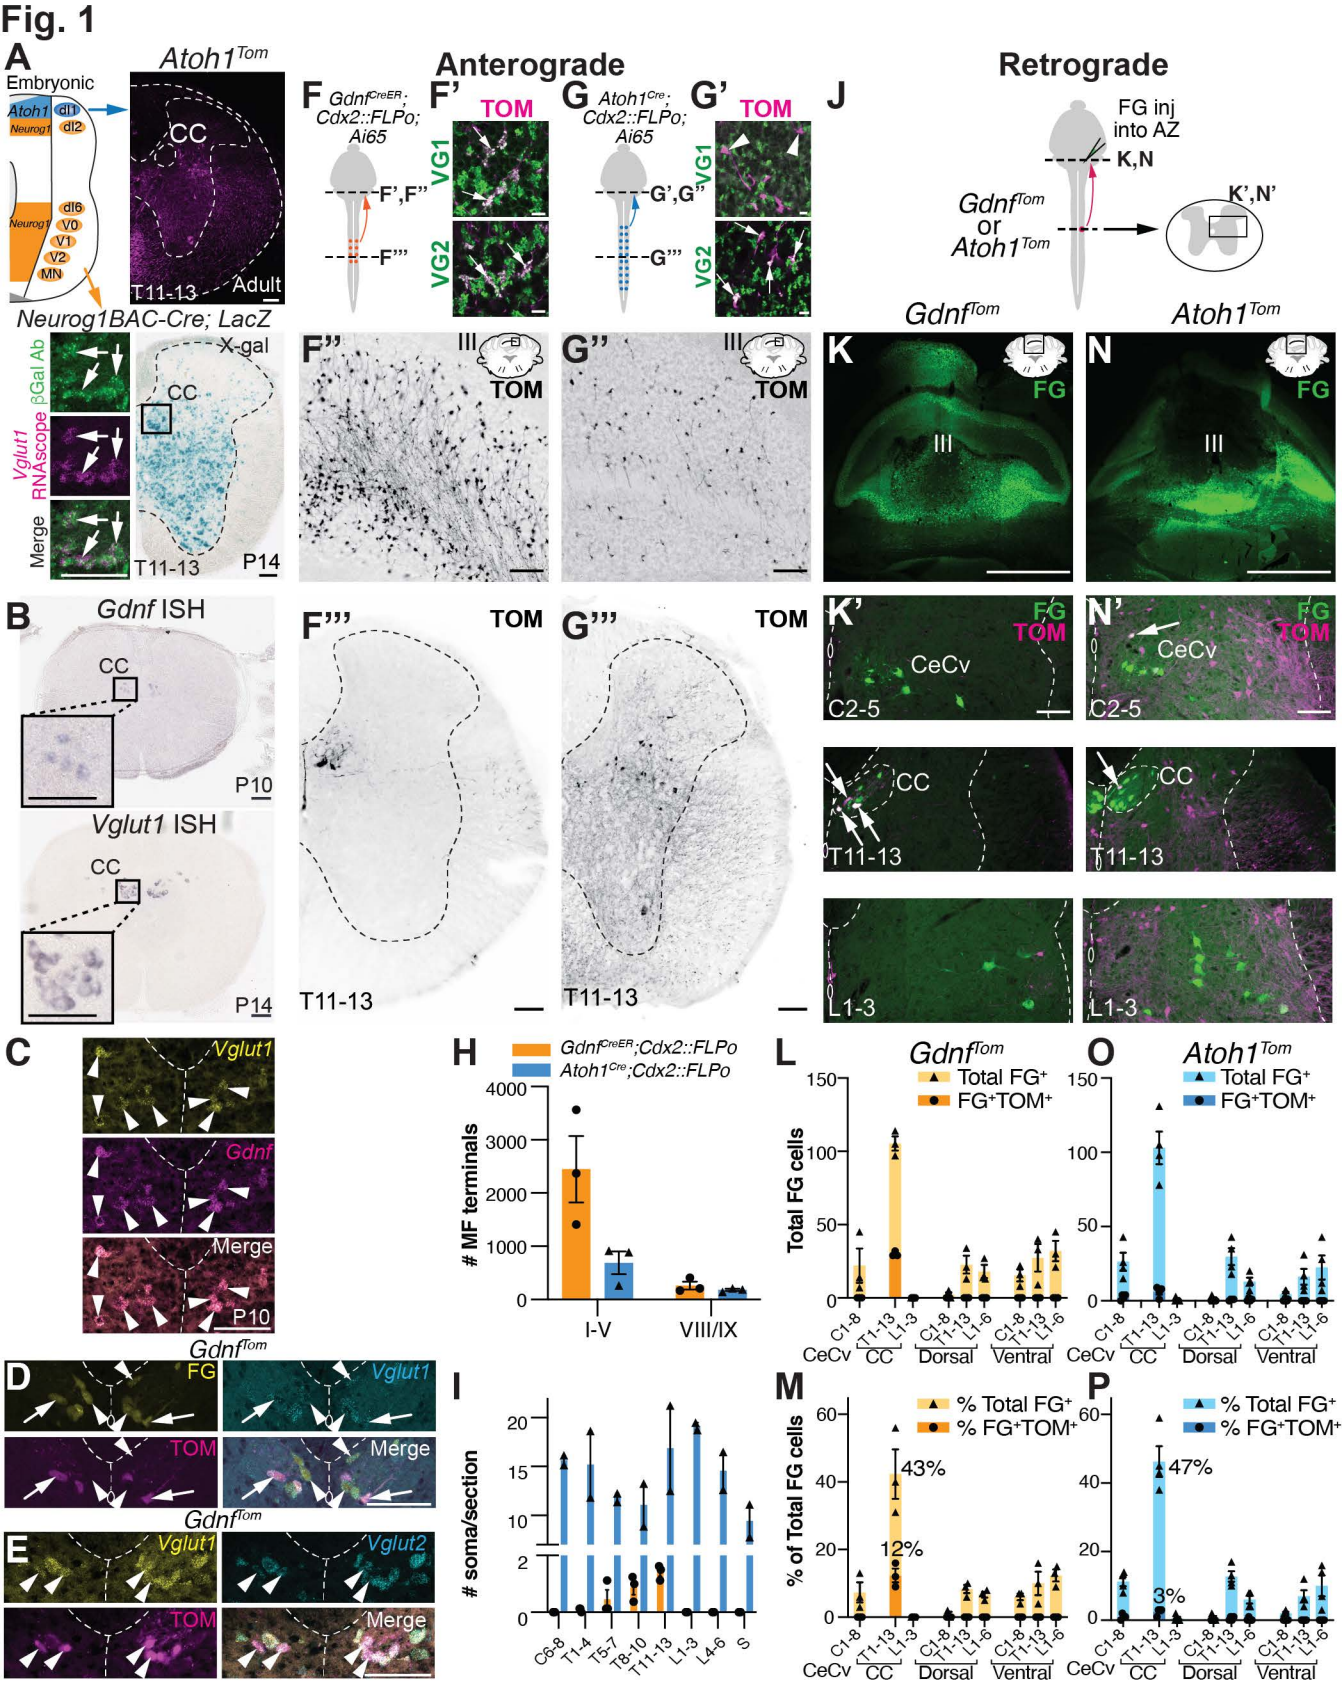 Fig. 1
Anterograde
Retrograde
A
Embryonic
Atoh1Tom
Atoh1
dI1
Neurog1
dI2
dI6
Neurog1
V0
V1
V2
MN
CC
T11-13
Adult
Neurog1BAC-Cre; LacZ
βGal Ab
Vglut1
RNAscope
Merge
X-gal
CC
T11-13
P14
B
Gdnf ISH
CC
P10
Vglut1 ISH
CC
P14
C
Vglut1
Gdnf
Merge
P10
GdnfTom
D
FG
Vglut1
TOM
Merge
GdnfTom
E
Vglut1
Vglut2
TOM
Merge
F
GdnfCreER;
Cdx2::FLPo;
Ai65
F',F''
F'''
F'
TOM
VG1
VG2
G
Atoh1Cre;
Cdx2::FLPo;
Ai65
G',G''
G'''
G'
TOM
VG1
VG2
F''
III
TOM
G''
III
TOM
F'''
TOM
T11-13
G'''
TOM
T11-13
H
GdnfCreER;Cdx2::FLPo
Atoh1Cre;Cdx2::FLPo
# MF terminals
4000
3000
2000
1000
0
I-V
VIII/IX
I
# soma/section
20
15
10
2
0
C6-8
T1-4
T5-7
T8-10
T11-13
L1-3
L4-6
S
J
FG inj
into AZ
K,N
GdnfTom
or
Atoh1Tom
K',N'
GdnfTom
Atoh1Tom
K
FG
III
N
FG
III
K'
FG
TOM
CeCv
C2-5
CC
T11-13
L1-3
N'
FG
TOM
CeCv
C2-5
CC
T11-13
L1-3
L
GdnfTom
Total FG+
FG+TOM+
Total FG cells
150
100
50
0
C1-8
T1-13
L1-3
C1-8
T1-13
L1-6
C1-8
T1-13
L1-6
CeCv
CC
Dorsal
Ventral
O
Atoh1Tom
Total FG+
FG+TOM+
150
100
50
0
C1-8
T1-13
L1-3
C1-8
T1-13
L1-6
C1-8
T1-13
L1-6
CeCv
CC
Dorsal
Ventral
M
% Total FG+
% FG+TOM+
% of Total FG cells
60
40
20
0
43%
12%
C1-8
T1-13
L1-3
C1-8
T1-13
L1-6
C1-8
T1-13
L1-6
CeCv
CC
Dorsal
Ventral
P
% Total FG+
% FG+TOM+
60
40
20
0
47%
3%
C1-8
T1-13
L1-3
C1-8
T1-13
L1-6
C1-8
T1-13
L1-6
CeCv
CC
Dorsal
Ventral